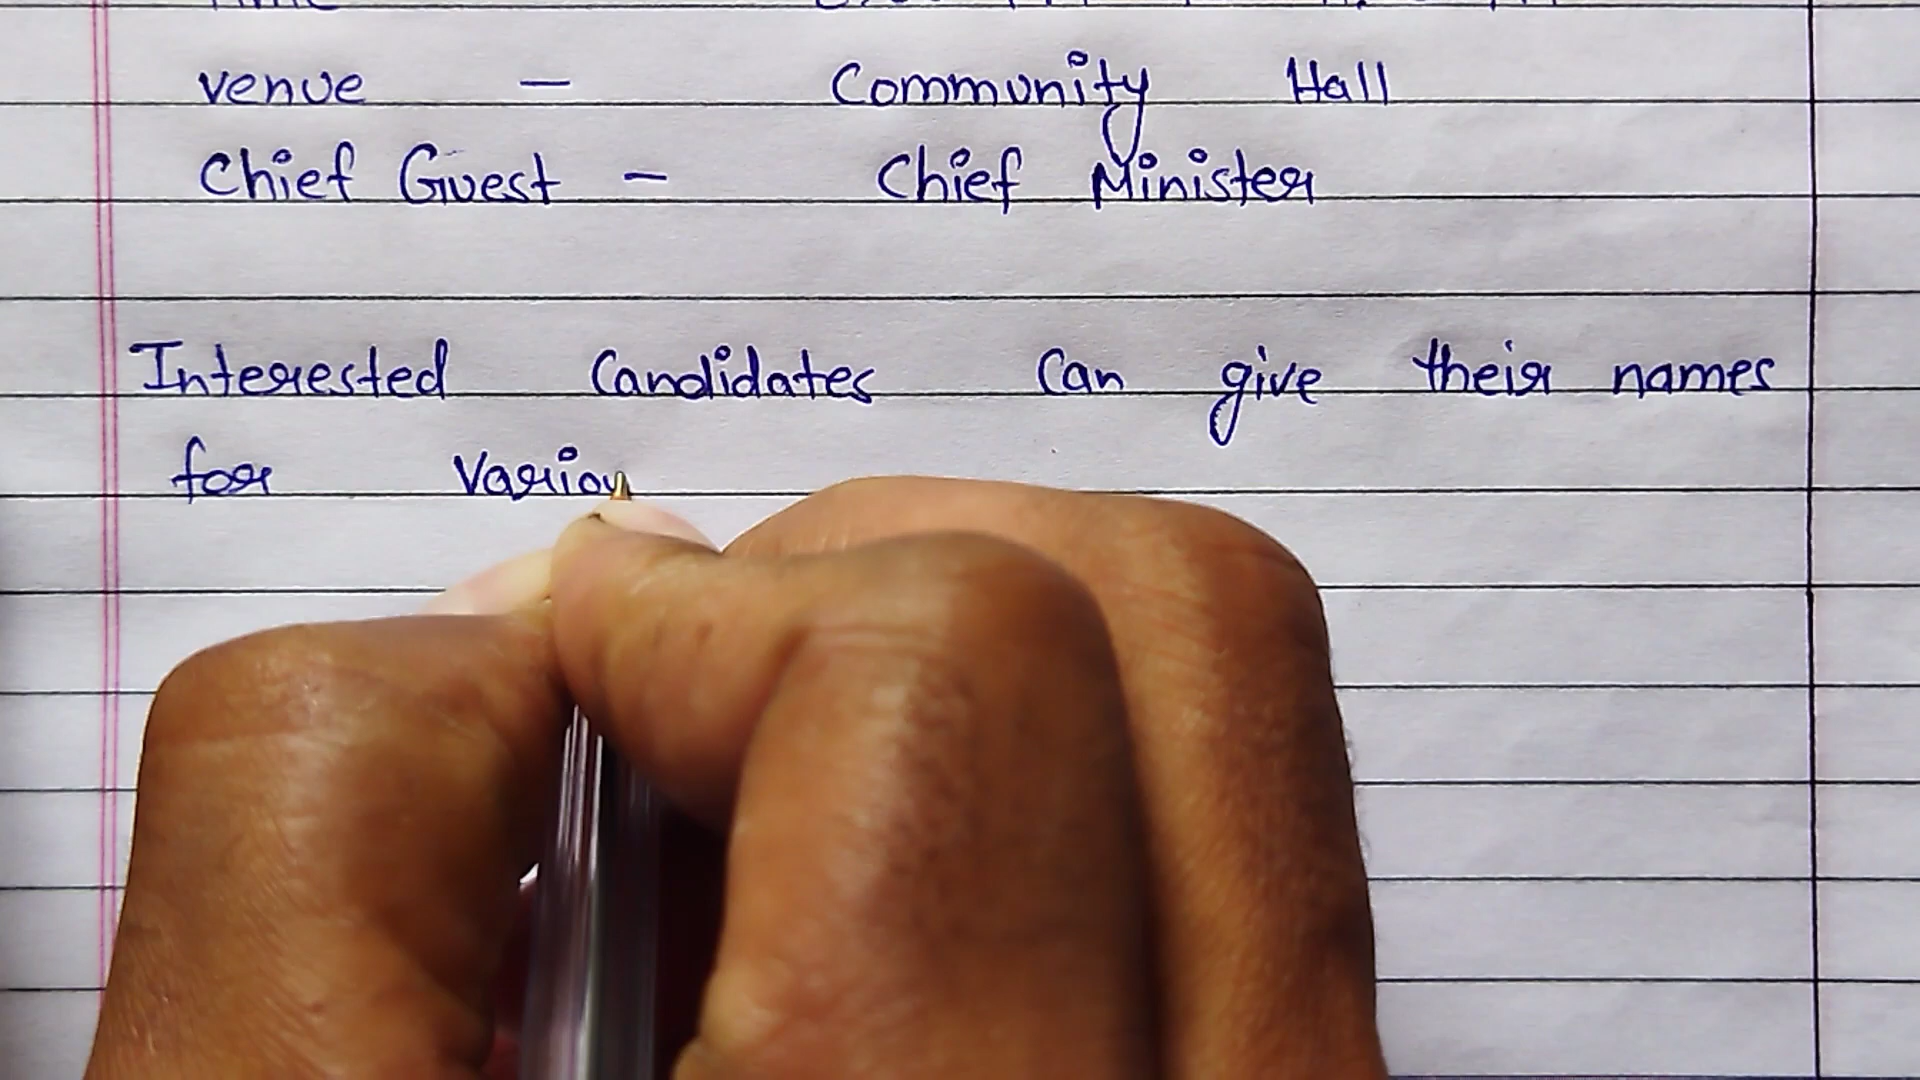 venue - Community Hall
Chief Guest - Chief Minister
Interested Candidates Can give their names
for Variou